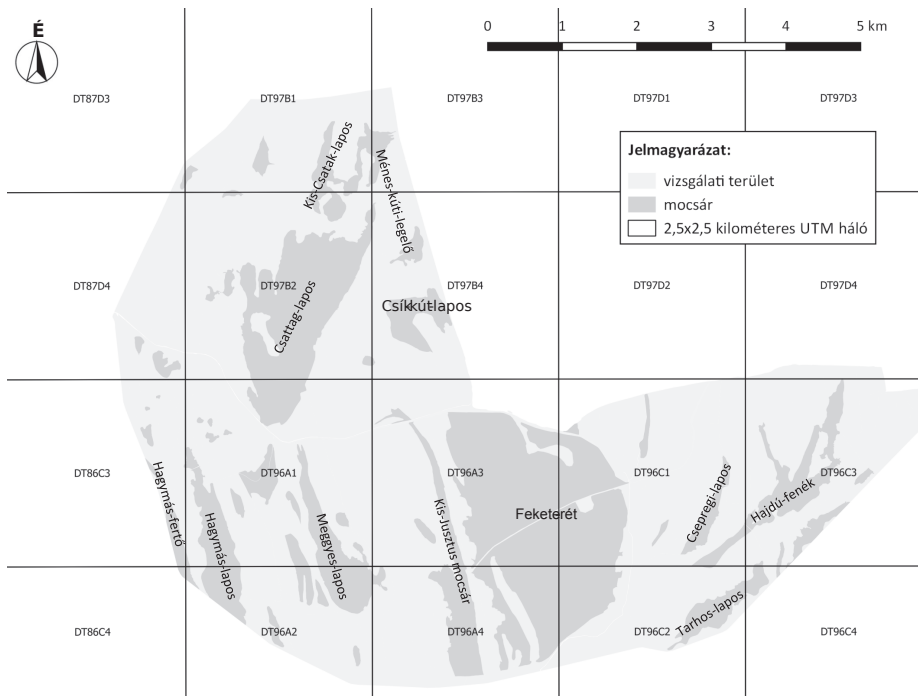 É
0 1 2 3 4 5 km
DT87D3
DT97B1
DT97B3
DT97D1
DT97D3
Jelmagyarázat:
vizsgálati terület
mocsár
2,5x2,5 kilométeres UTM háló
Kis-Csatak-lapos
Ménes-kúti-legelő
DT87D4
DT97B2
DT97B4
DT97D2
DT97D4
Csattag-lapos
Csíkkút-lapos
DT86C3
DT96A1
DT96A3
DT96C1
DT96C3
Hagymás-fertő
Hagymás-lapos
Meggyes-lapos
Kis-Jusztus mocsár
Feketerét
Csepregi-lapos
Hajdú-fenék
Tarhos-lapos
DT86C4
DT96A2
DT96A4
DT96C2
DT96C4